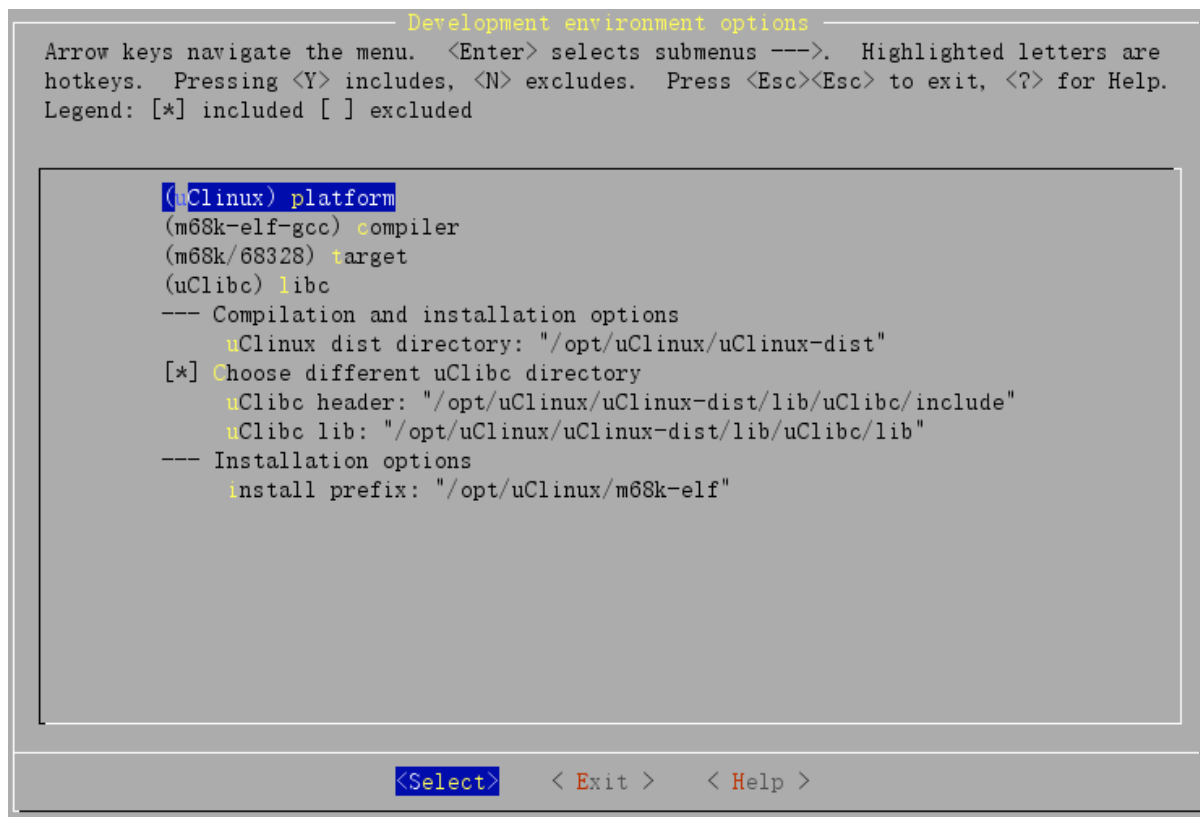 Development environment options
Arrow keys navigate the menu.  <Enter> selects submenus --->.  Highlighted letters are
hotkeys.  Pressing <Y> includes, <N> excludes.  Press <Esc><Esc> to exit, <?> for Help.
Legend: [*] included [ ] excluded
(uClinux) platform
(m68k-elf-gcc) compiler
(m68k/68328) target
(uClibc) libc
--- Compilation and installation options
uClinux dist directory: "/opt/uClinux/uClinux-dist"
[*] Choose different uClibc directory
uClibc header: "/opt/uClinux/uClinux-dist/lib/uClibc/include"
uClibc lib: "/opt/uClinux/uClinux-dist/lib/uClibc/lib"
--- Installation options
install prefix: "/opt/uClinux/m68k-elf"
<Select>    < Exit >    < Help >